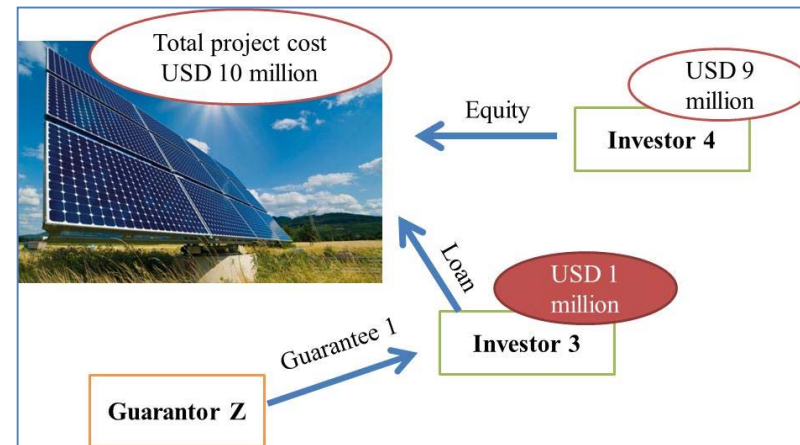 Total project cost
USD 10 million
USD 9
million
Equity
Investor 4
Loan
USD 1
million
Investor 3
Guarantee 1
Guarantor Z